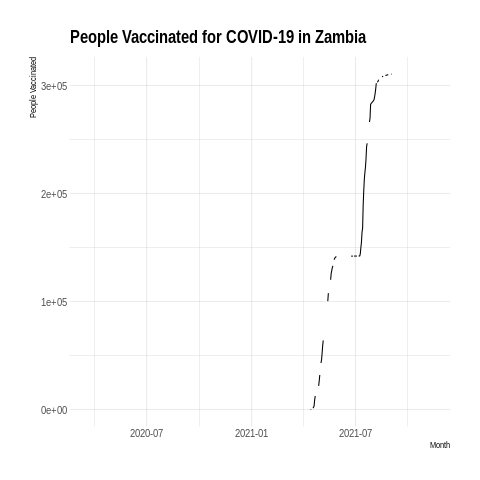 People Vaccinated for COVID-19 in Zambia
People Vaccinated
3e+05
2e+05
1e+05
0e+00
2020-07
2021-01
2021-07
Month